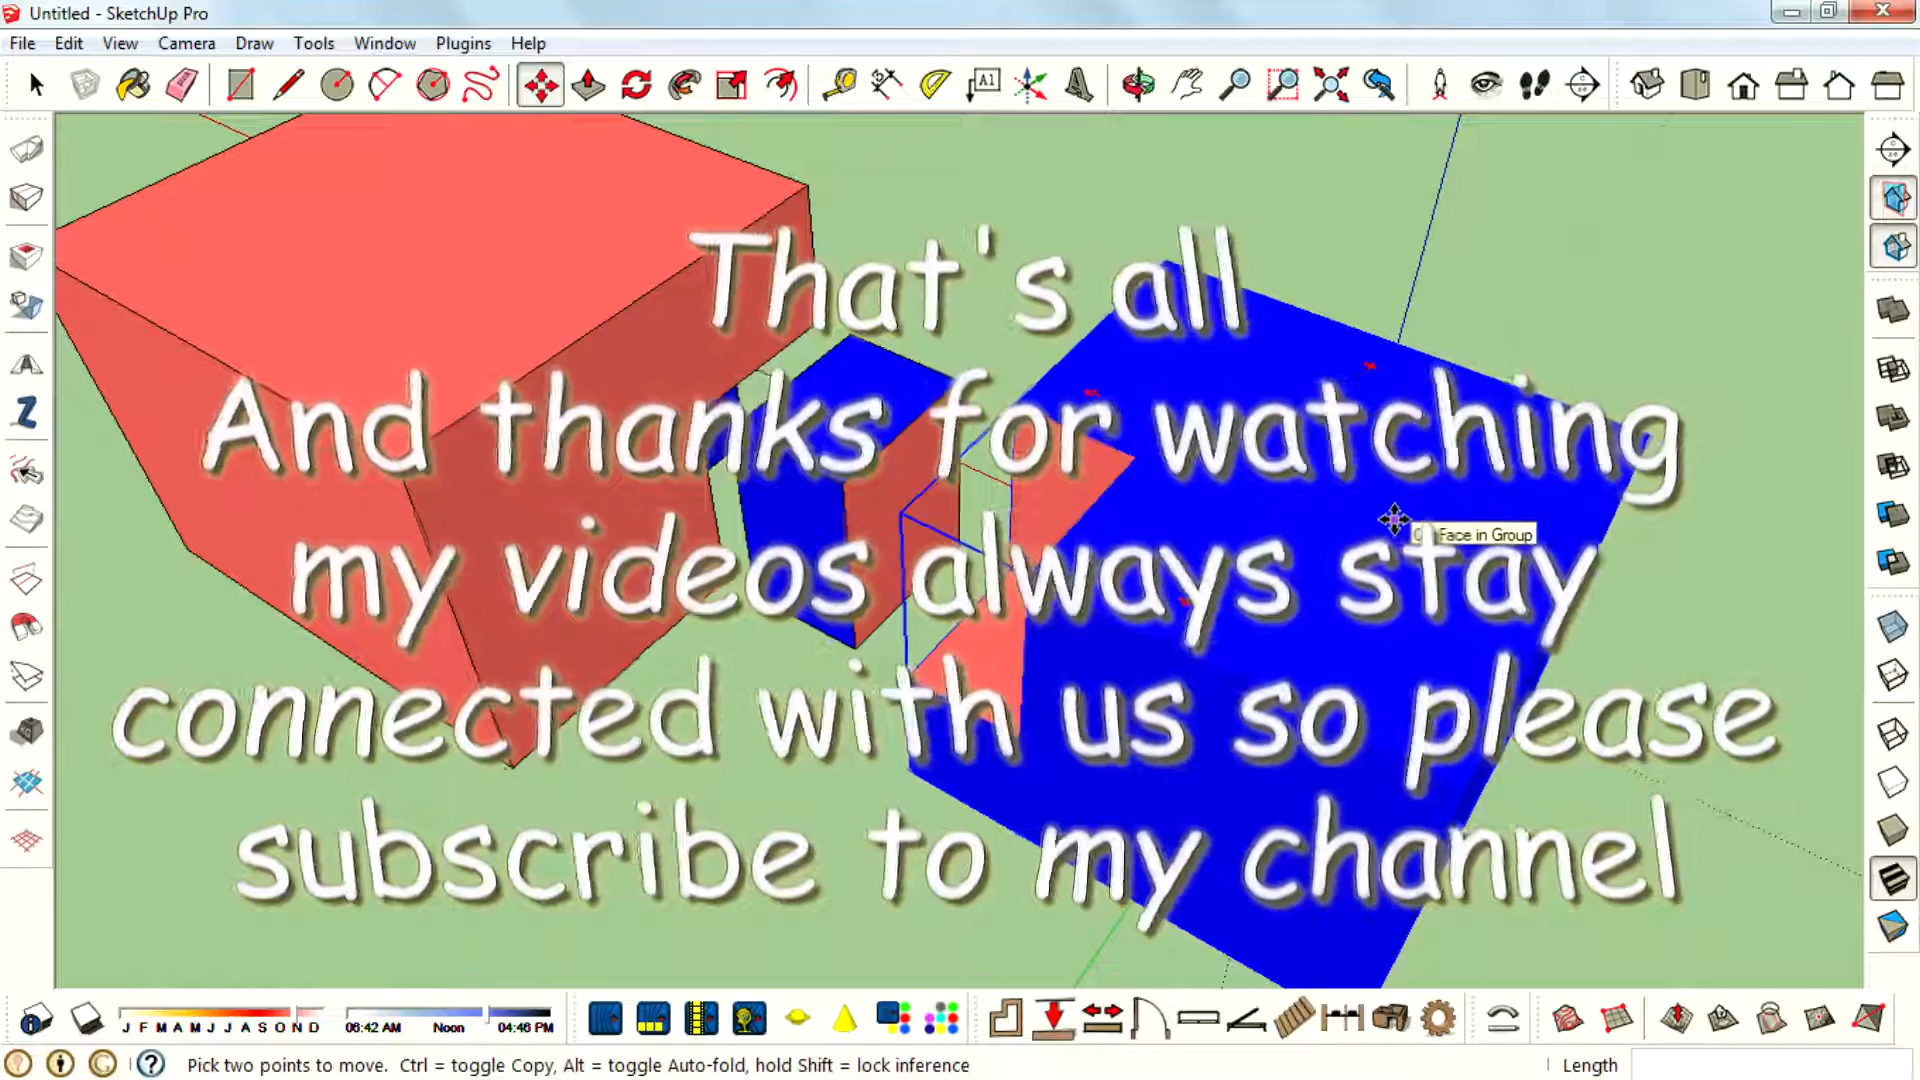 Untitled - SketchUp Pro
File Edit View Camera Draw Tools Window Plugins Help
A1
That's all
And thanks for watching
my videos always stay
connected with us so please
subscribe to my channel
Face in Group
J F M A M J J A S O N D 06:42 AM Noon 04:46 PM
Pick two points to move. Ctrl = toggle Copy, Alt = toggle Auto-fold, hold Shift = lock inference Length